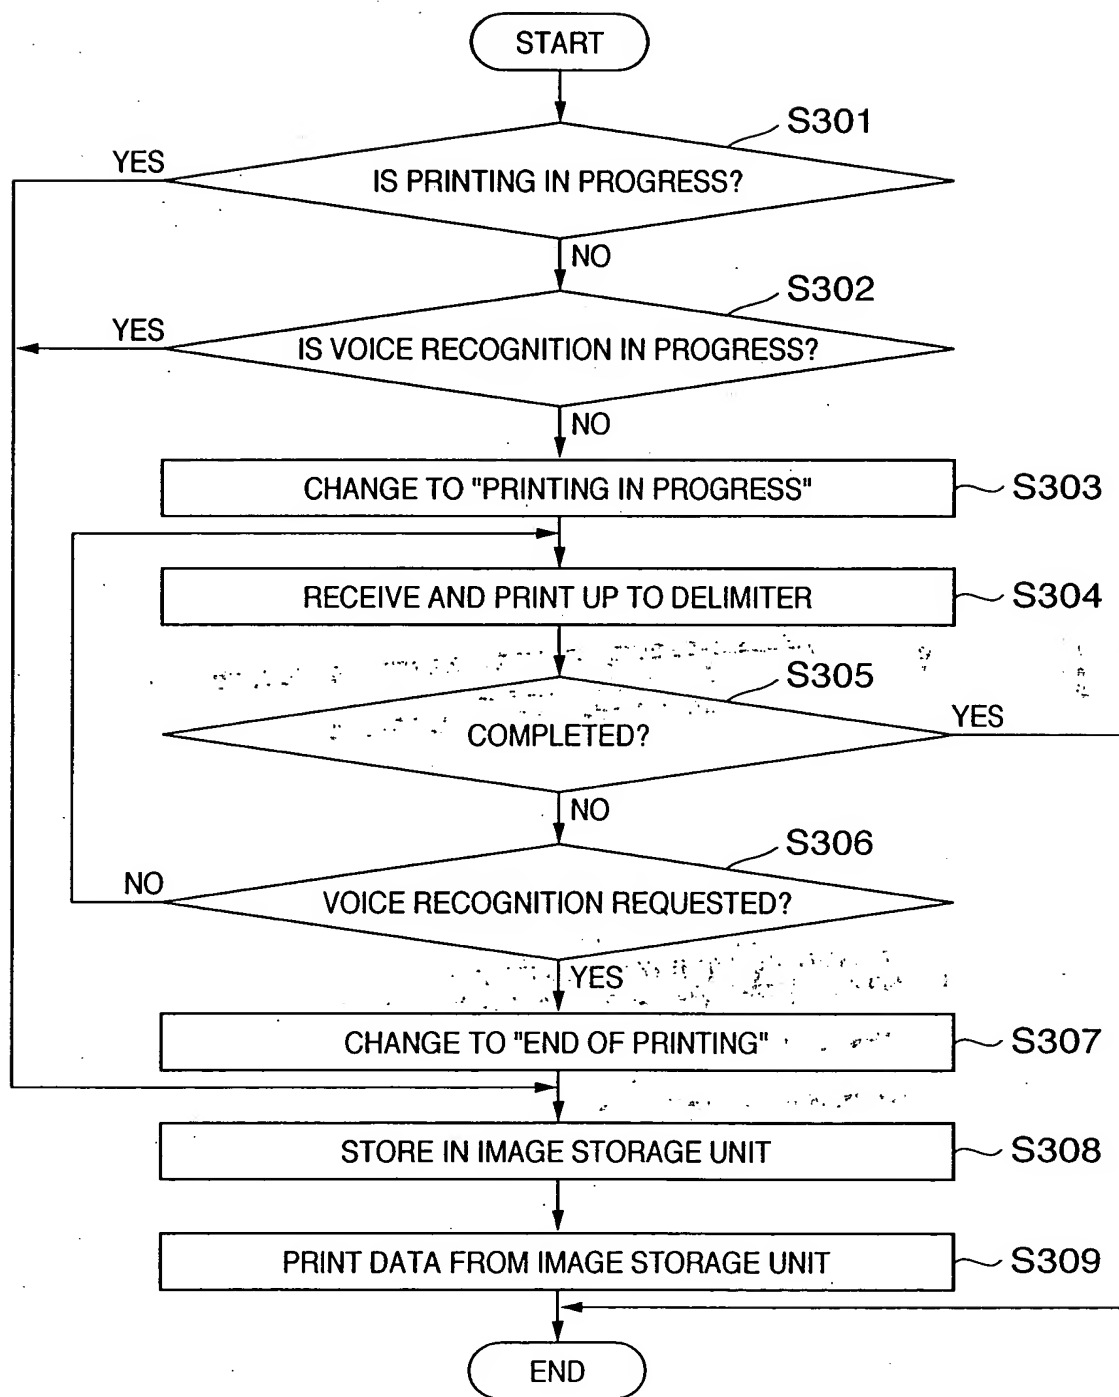 START
S301
YES
IS PRINTING IN PROGRESS?
NO
S302
YES
IS VOICE RECOGNITION IN PROGRESS?
NO
CHANGE TO "PRINTING IN PROGRESS"
S303
RECEIVE AND PRINT UP TO DELIMITER
S304
S305
YES
COMPLETED?
NO
S306
NO
VOICE RECOGNITION REQUESTED?
YES
CHANGE TO "END OF PRINTING"
S307
STORE IN IMAGE STORAGE UNIT
S308
PRINT DATA FROM IMAGE STORAGE UNIT
S309
END